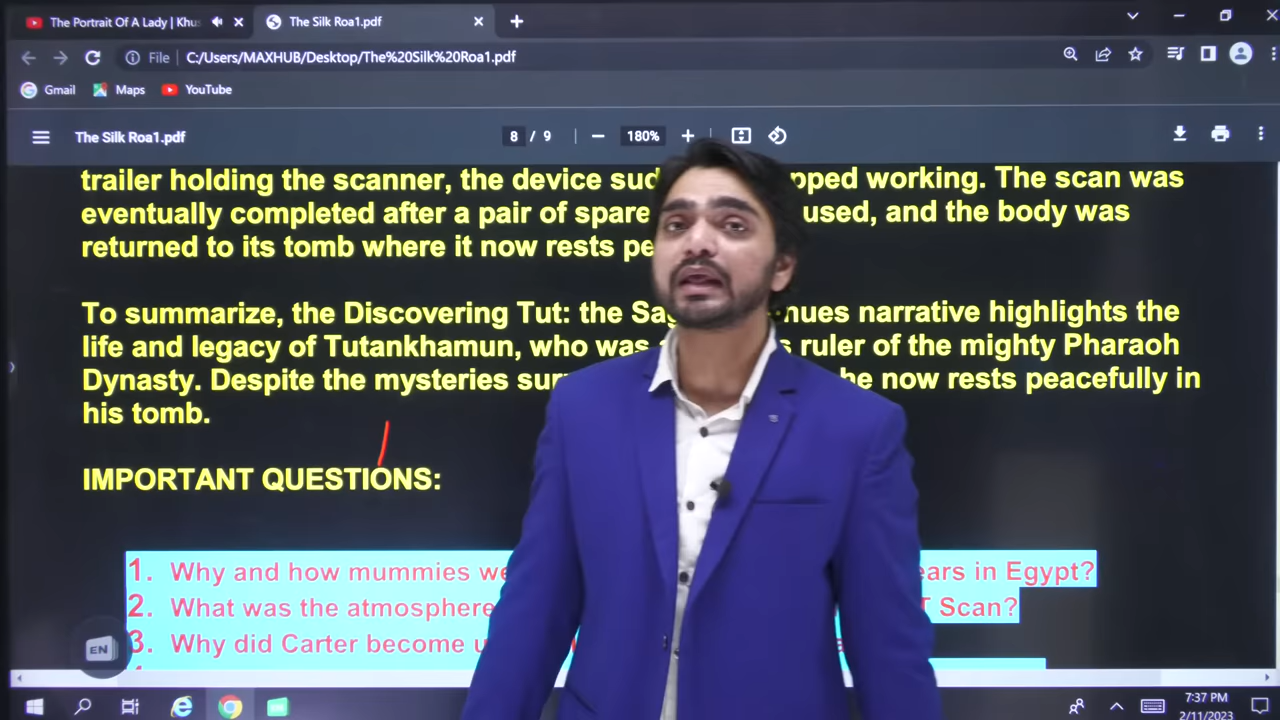 The Portrait Of A Lady | Khus
The Silk Roa1.pdf
File
C:/Users/MAXHUB/Desktop/The%20Silk%20Roa1.pdf
Gmail
Maps
YouTube
The Silk Roa1.pdf
8 / 9
180%
trailer holding the scanner, the device sud pped working. The scan was
eventually completed after a pair of spare used, and the body was
returned to its tomb where it now rests pe
To summarize, the Discovering Tut: the Sag nues narrative highlights the
life and legacy of Tutankhamun, who was s ruler of the mighty Pharaoh
Dynasty. Despite the mysteries sur he now rests peacefully in
his tomb.
IMPORTANT QUESTIONS:
1. Why and how mummies we ears in Egypt?
2. What was the atmosphere T Scan?
3. Why did Carter become u
EN
7:37 PM
2/11/2023